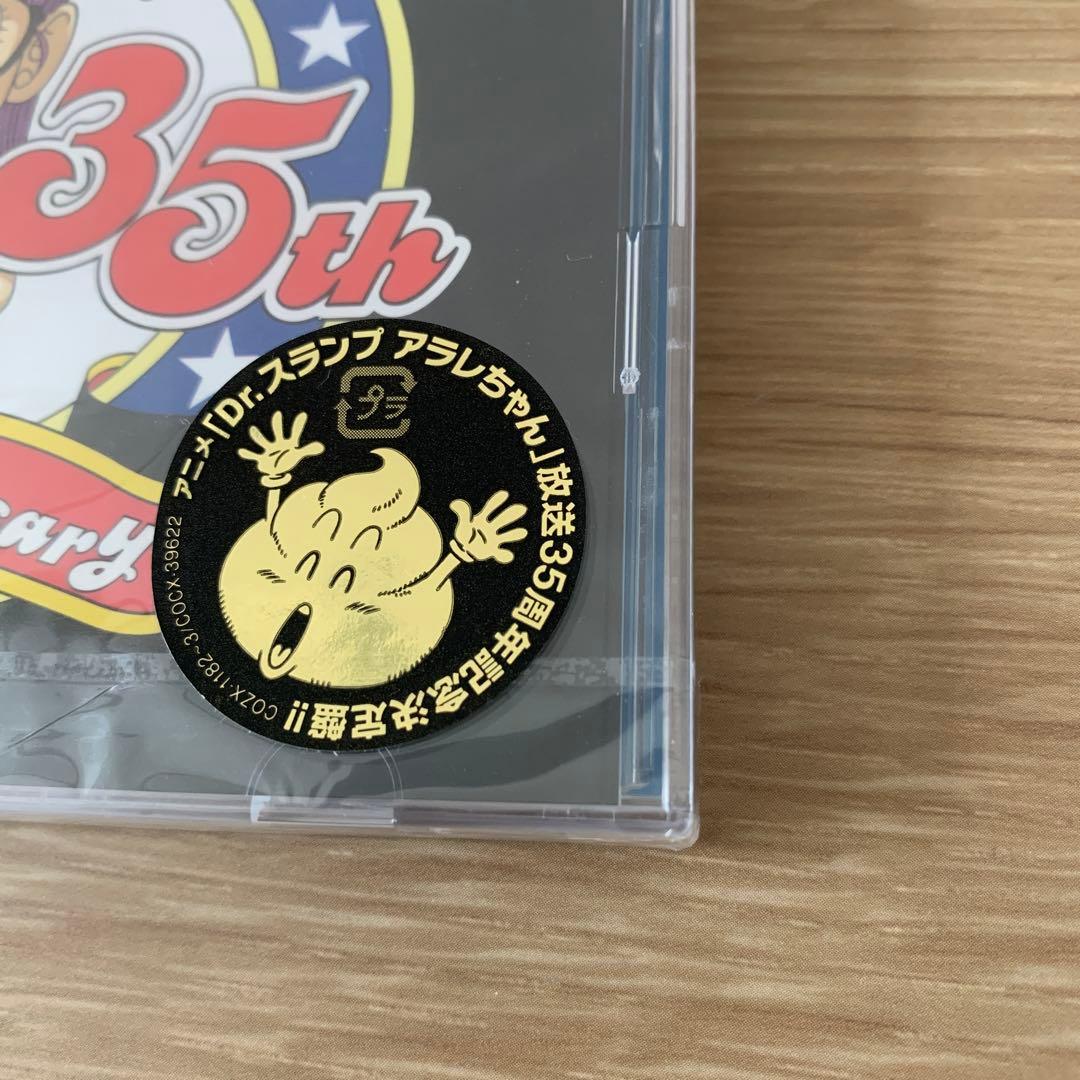 35th
アニメ「Dr.スランプ アラレちゃん」放送35周年記念決定盤!!
プラ
COZX-1182~3/COCX-39622